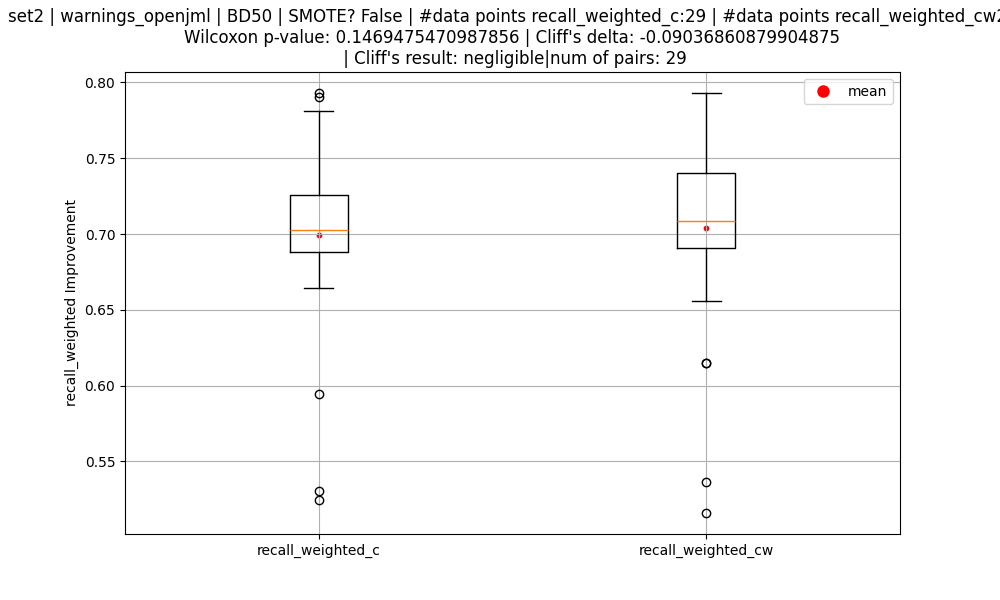 set2 | warnings_openjml | BD50 | SMOTE? False | #data points recall_weighted_c:29 | #data points recall_weighted_cw
Wilcoxon p-value: 0.1469475470987856 | Cliff's delta: -0.09036860879904875
| Cliff's result: negligible|num of pairs: 29
mean
0.80
0.75
0.70
0.65
0.60
0.55
recall_weighted Improvement
recall_weighted_c
recall_weighted_cw